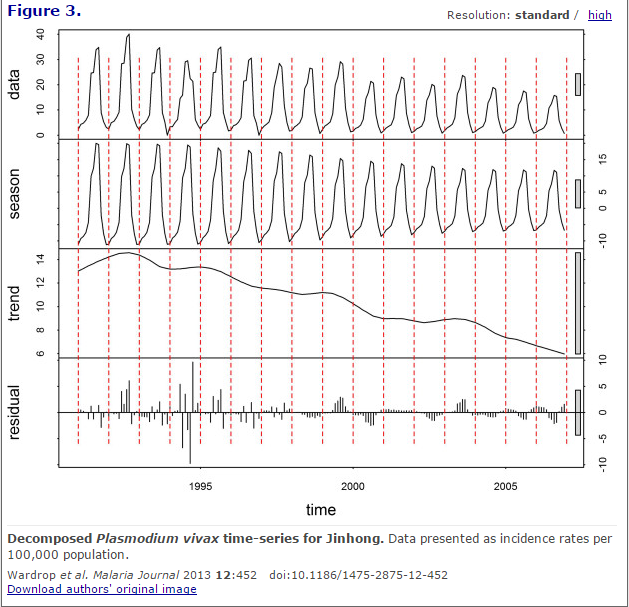 Figure 3.
Resolution: standard / high
data
0 10 20 30 40
season
-10 0 5 15
trend
6 8 10 12 14
residual
-10 -5 0 5 10
1995 2000 2005
time
Decomposed Plasmodium vivax time-series for Jinhong. Data presented as incidence rates per
100,000 population.
Wardrop et al. Malaria Journal 2013 12:452 doi:10.1186/1475-2875-12-452
Download authors' original image